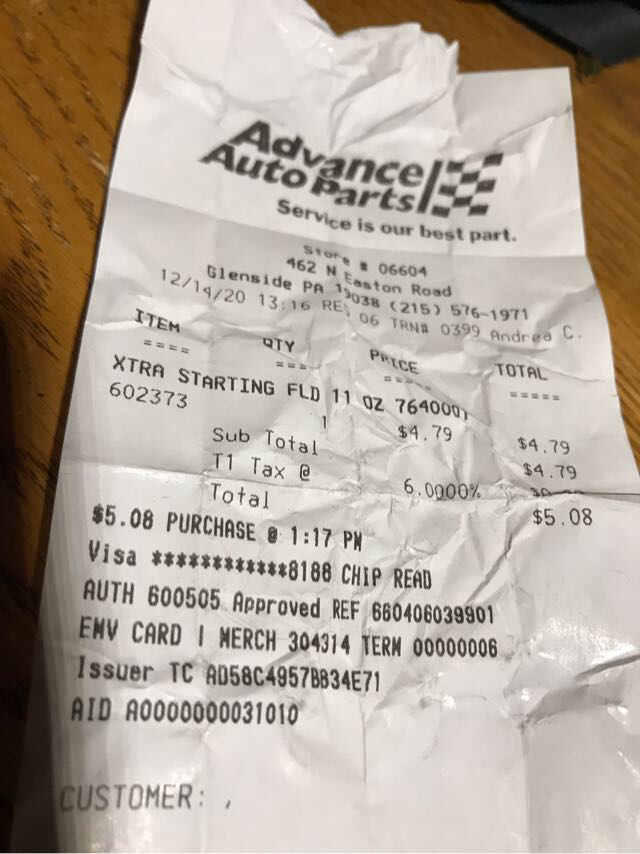 Advance
Auto Parts
Service is our best part.
Store # 06604
462 N Easton Road
Glenside PA 19038 (215) 576-1971
12/14/20 13:16 REG 06 TRN# 0399 Andrea C.
ITEM QTY PRICE TOTAL
==== === ===== =====
XTRA STARTING FLD 11 OZ 764000)
602373 1 $4.79 $4.79
Sub Total $4.79
T1 Tax @ 6.0000%
Total $5.08
$5.08 PURCHASE @ 1:17 PM
Visa ************8188 CHIP READ
AUTH 600505 Approved REF 660406039901
EMV CARD I MERCH 304314 TERM 00000006
Issuer TC AD58C4957BB34E71
AID A0000000031010
CUSTOMER: ,